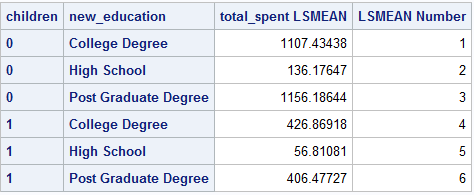 children new_education total_spent LSMEAN LSMEAN Number
0 College Degree 1107.43438 1
0 High School 136.17647 2
0 Post Graduate Degree 1156.18644 3
1 College Degree 426.86918 4
1 High School 56.81081 5
1 Post Graduate Degree 406.47727 6